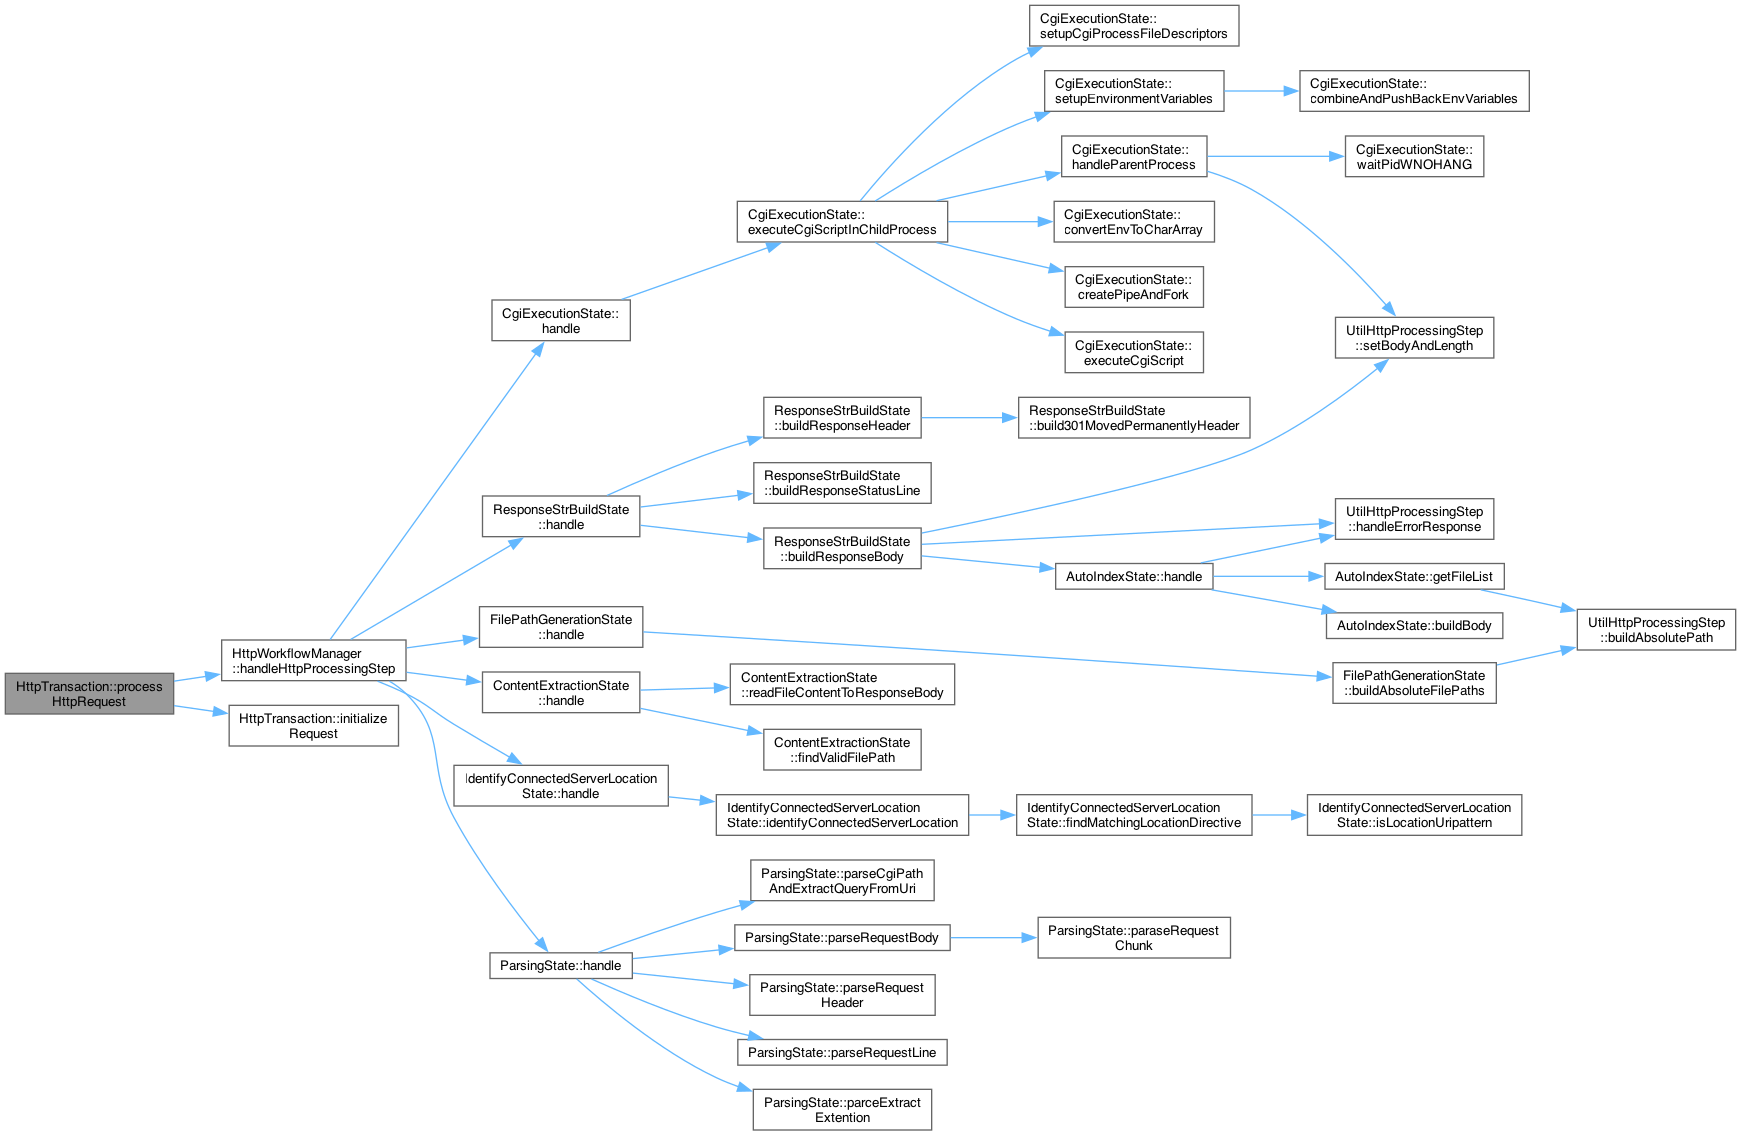 CgiExecutionState::
setupCgiProcessFileDescriptors
CgiExecutionState::
setupEnvironmentVariables
CgiExecutionState::
combineAndPushBackEnvVariables
CgiExecutionState::
handleParentProcess
CgiExecutionState::
waitPidWNOHANG
CgiExecutionState::
executeCgiScriptInChildProcess
CgiExecutionState::
convertEnvToCharArray
CgiExecutionState::
createPipeAndFork
CgiExecutionState::
handle
CgiExecutionState::
executeCgiScript
UtilHttpProcessingStep
::setBodyAndLength
ResponseStrBuildState
::buildResponseHeader
ResponseStrBuildState
::build301MovedPermanentlyHeader
ResponseStrBuildState
::buildResponseStatusLine
ResponseStrBuildState
::handle
ResponseStrBuildState
::buildResponseBody
UtilHttpProcessingStep
::handleErrorResponse
AutoIndexState::handle
AutoIndexState::getFileList
AutoIndexState::buildBody
UtilHttpProcessingStep
::buildAbsolutePath
FilePathGenerationState
::handle
FilePathGenerationState
::buildAbsoluteFilePaths
HttpWorkflowManager
::handleHttpProcessingStep
HttpTransaction::process
HttpRequest
HttpTransaction::initialize
Request
ContentExtractionState
::handle
ContentExtractionState
::readFileContentToResponseBody
ContentExtractionState
::findValidFilePath
IdentifyConnectedServerLocation
State::handle
IdentifyConnectedServerLocation
State::identifyConnectedServerLocation
IdentifyConnectedServerLocation
State::findMatchingLocationDirective
IdentifyConnectedServerLocation
State::isLocationUripattern
ParsingState::parseCgiPath
AndExtractQueryFromUri
ParsingState::parseRequestBody
ParsingState::paraseRequest
Chunk
ParsingState::handle
ParsingState::parseRequest
Header
ParsingState::parseRequestLine
ParsingState::parceExtract
Extention